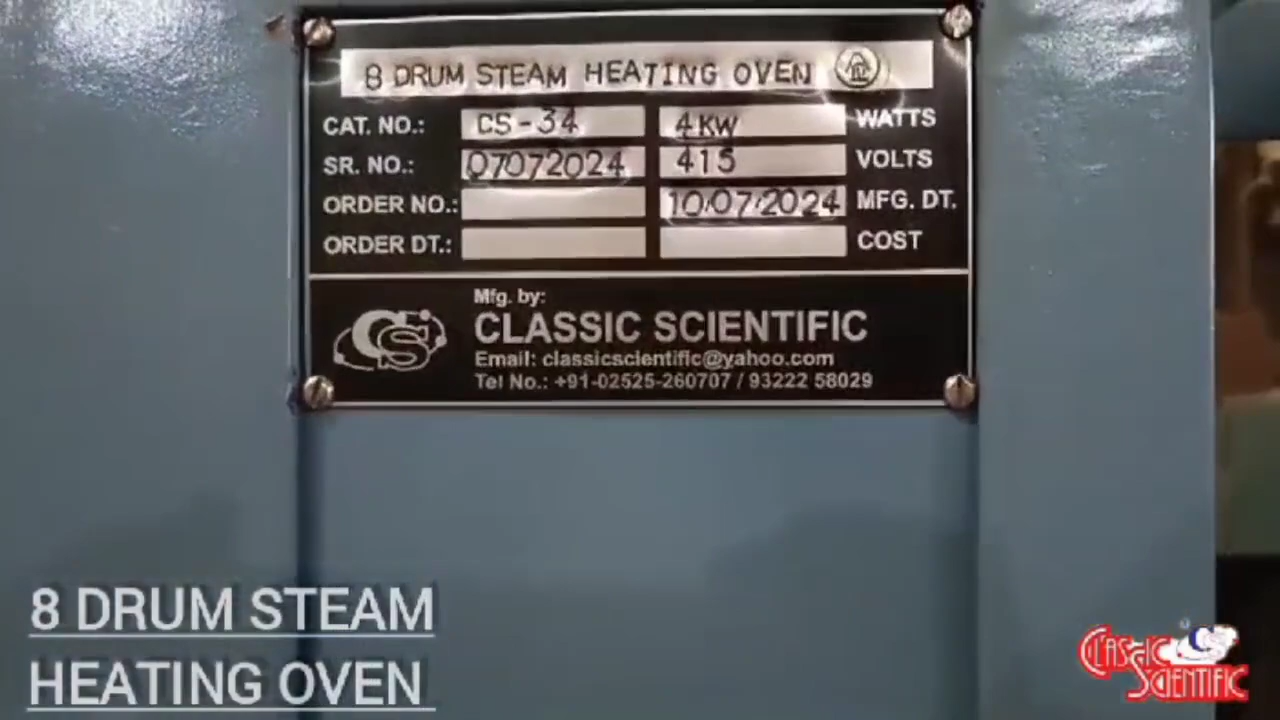 8 DRUM STEAM HEATING OVEN
CAT. NO.: CS-34 4KW WATTS
SR. NO.: 07072024 415 VOLTS
ORDER NO.: 10.07.2024 MFG. DT.
ORDER DT.: COST
CS
Mfg. by:
CLASSIC SCIENTIFIC
Email: classicscientific@yahoo.com
Tel No.: +91-02525-260707 / 93222 58029
8 DRUM STEAM
HEATING OVEN
CLASSIC CS
SCIENTIFIC